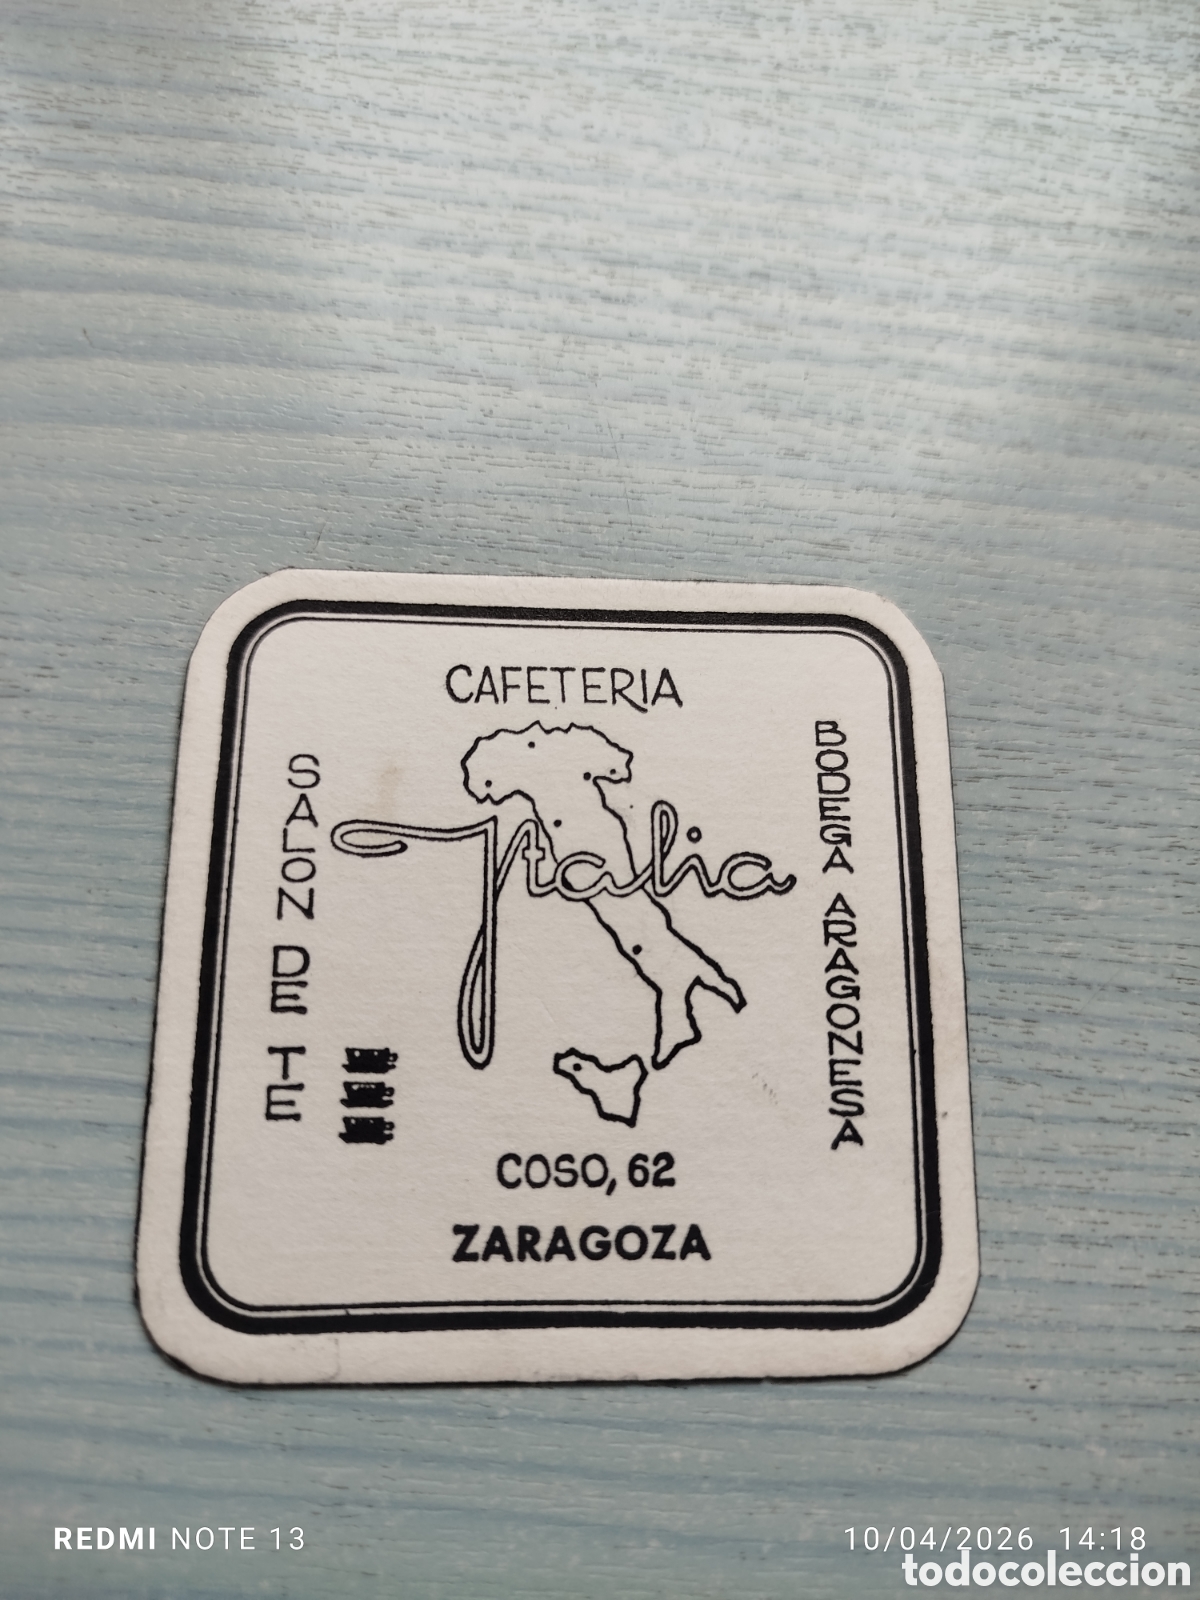 CAFETERIA
Italia
SALON DE TE
BODEGA ARAGONESA
COSO, 62
ZARAGOZA
REDMI NOTE 13
10/04/2026 14:18
todocoleccion